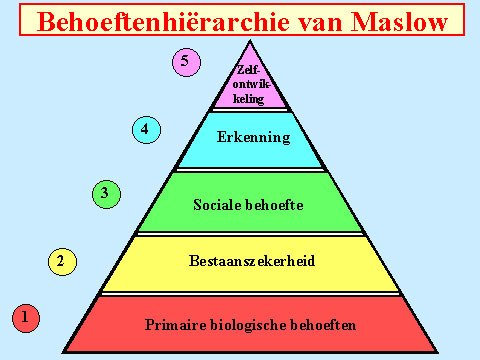 Behoeftenhiërarchie van Maslow
5
Zelf-
ontwik-
keling
4
Erkenning
3
Sociale behoefte
2
Bestaanszekerheid
1
Primaire biologische behoeften